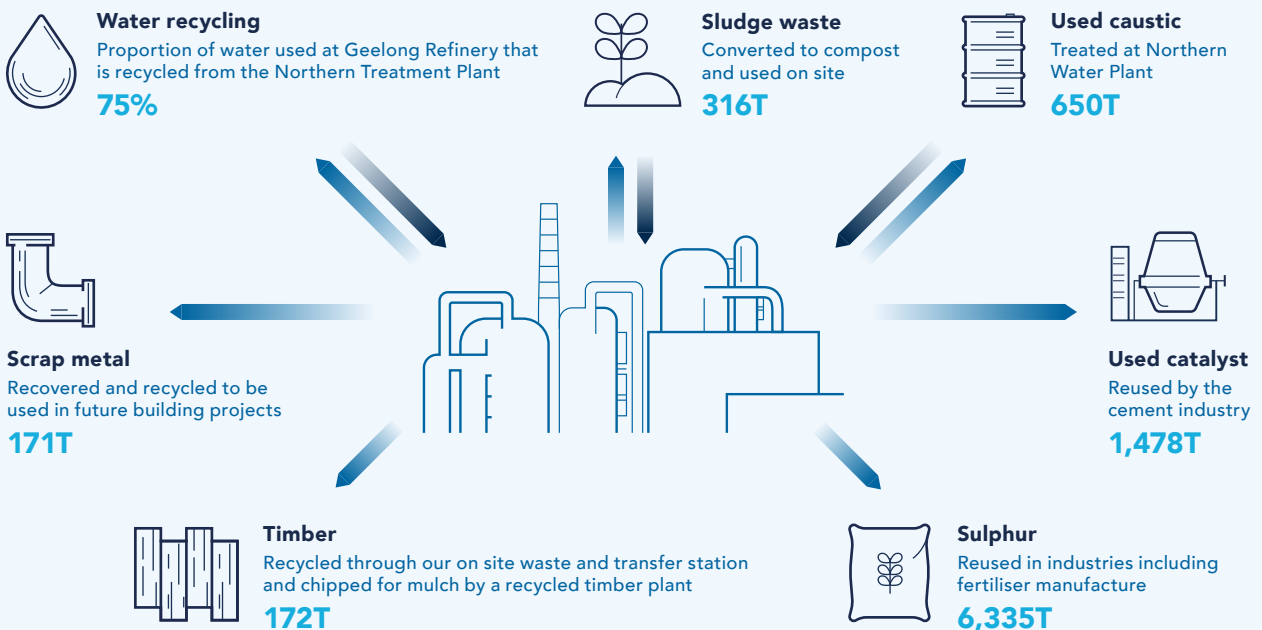 Water recycling
Proportion of water used at Geelong Refinery that
is recycled from the Northern Treatment Plant
75%
Sludge waste
Converted to compost
and used on site
316T
Used caustic
Treated at Northern
Water Plant
650T
Scrap metal
Recovered and recycled to be
used in future building projects
171T
Used catalyst
Reused by the
cement industry
1,478T
Timber
Recycled through our on site waste and transfer station
and chipped for mulch by a recycled timber plant
172T
Sulphur
Reused in industries including
fertiliser manufacture
6,335T